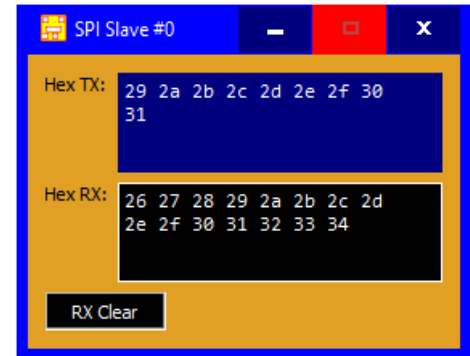 SPI Slave #0
Hex TX:
29 2a 2b 2c 2d 2e 2f 30
31
Hex RX:
26 27 28 29 2a 2b 2c 2d
2e 2f 30 31 32 33 34
RX Clear